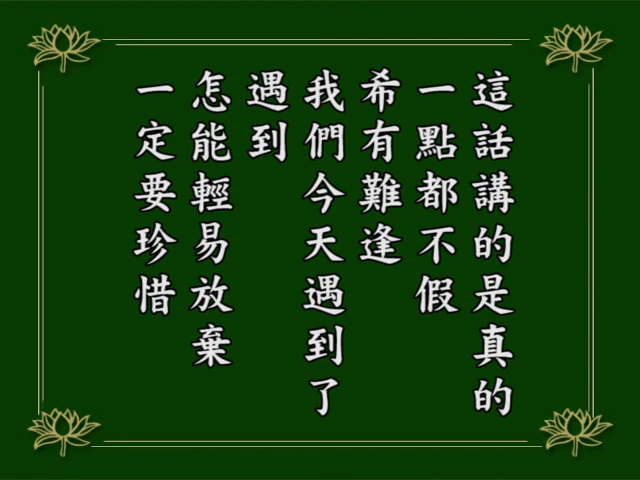 這話講的是真的
一點都不假
希有難逢
我們今天遇到了
遇到
怎能輕易放棄
一定要珍惜